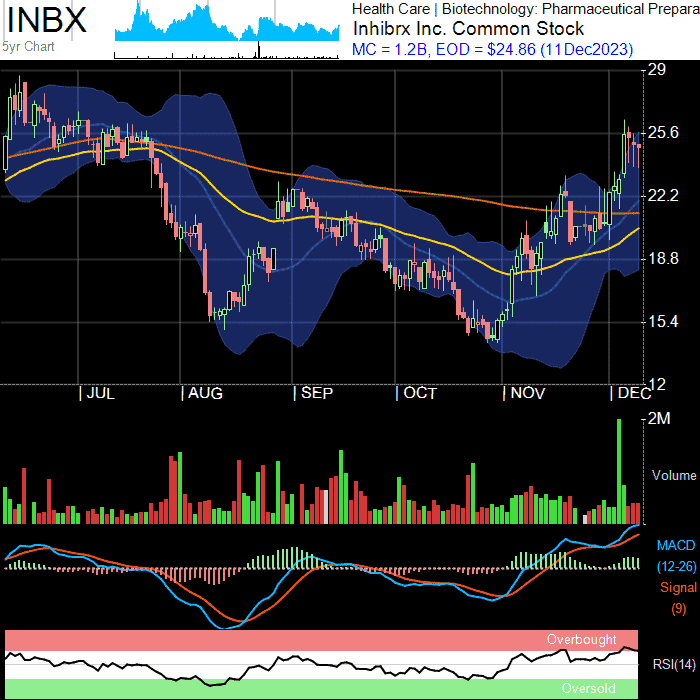 INBX
5yr Chart
Health Care | Biotechnology: Pharmaceutical Prepara
Inhibrx Inc. Common Stock
MC = 1.2B, EOD = $24.86 (11Dec2023)
29
25.6
22.2
18.8
15.4
12
| JUL | AUG | SEP | OCT | NOV | DEC
2M
Volume
MACD
(12-26)
Signal
(9)
Overbought
RSI(14)
Oversold